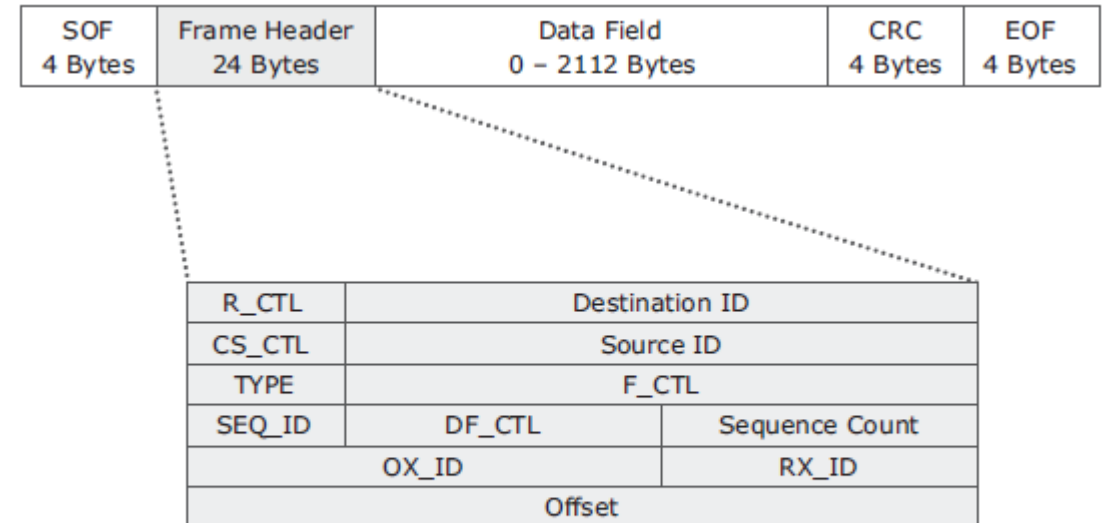 SOF Frame Header Data Field CRC EOF
4 Bytes 24 Bytes 0 – 2112 Bytes 4 Bytes 4 Bytes
R_CTL Destination ID
CS_CTL Source ID
TYPE F_CTL
SEQ_ID DF_CTL Sequence Count
OX_ID RX_ID
Offset